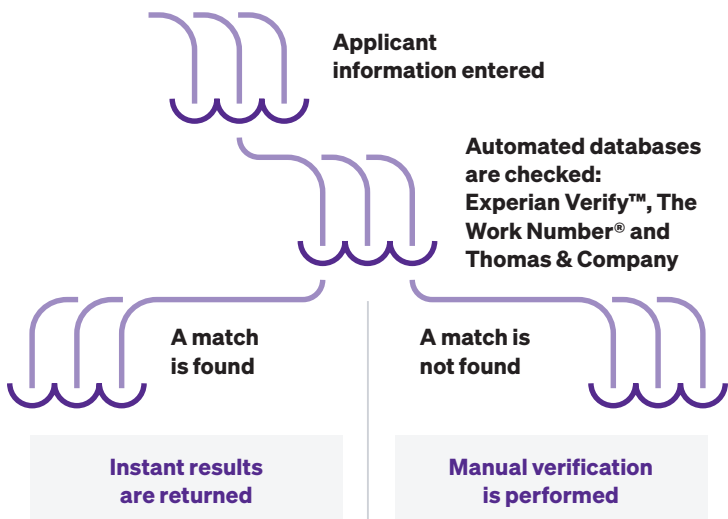 Applicant
information entered
Automated databases
are checked:
Experian Verify™, The
Work Number® and
Thomas & Company
A match
is found
A match is
not found
Instant results
are returned
Manual verification
is performed